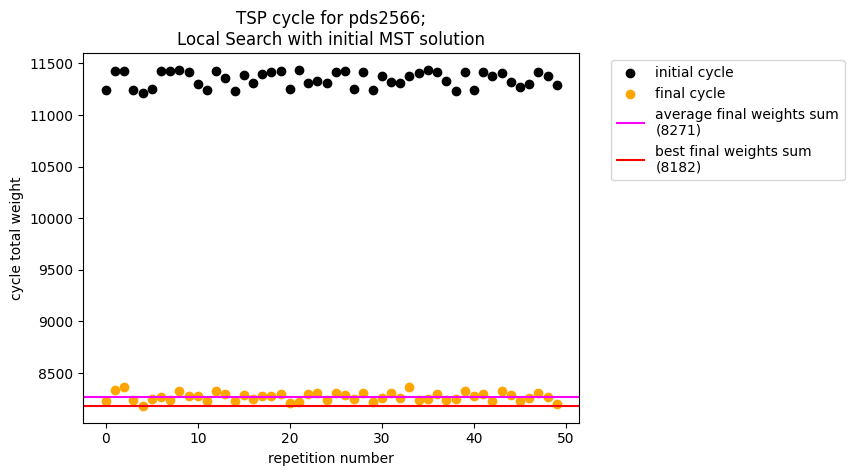 TSP cycle for pds2566;
Local Search with initial MST solution
cycle total weight
11500
11000
10500
10000
9500
9000
8500
0
10
20
30
40
50
repetition number
initial cycle
final cycle
average final weights sum
(8271)
best final weights sum
(8182)